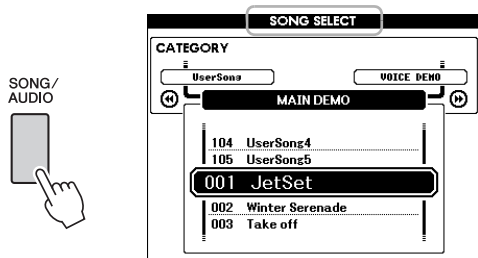 SONG SELECT
CATEGORY
UserSong
VOICE DEMO
SONG/
AUDIO
MAIN DEMO
104 UserSong4
105 UserSong5
001 JetSet
002 Winter Serenade
003 Take off